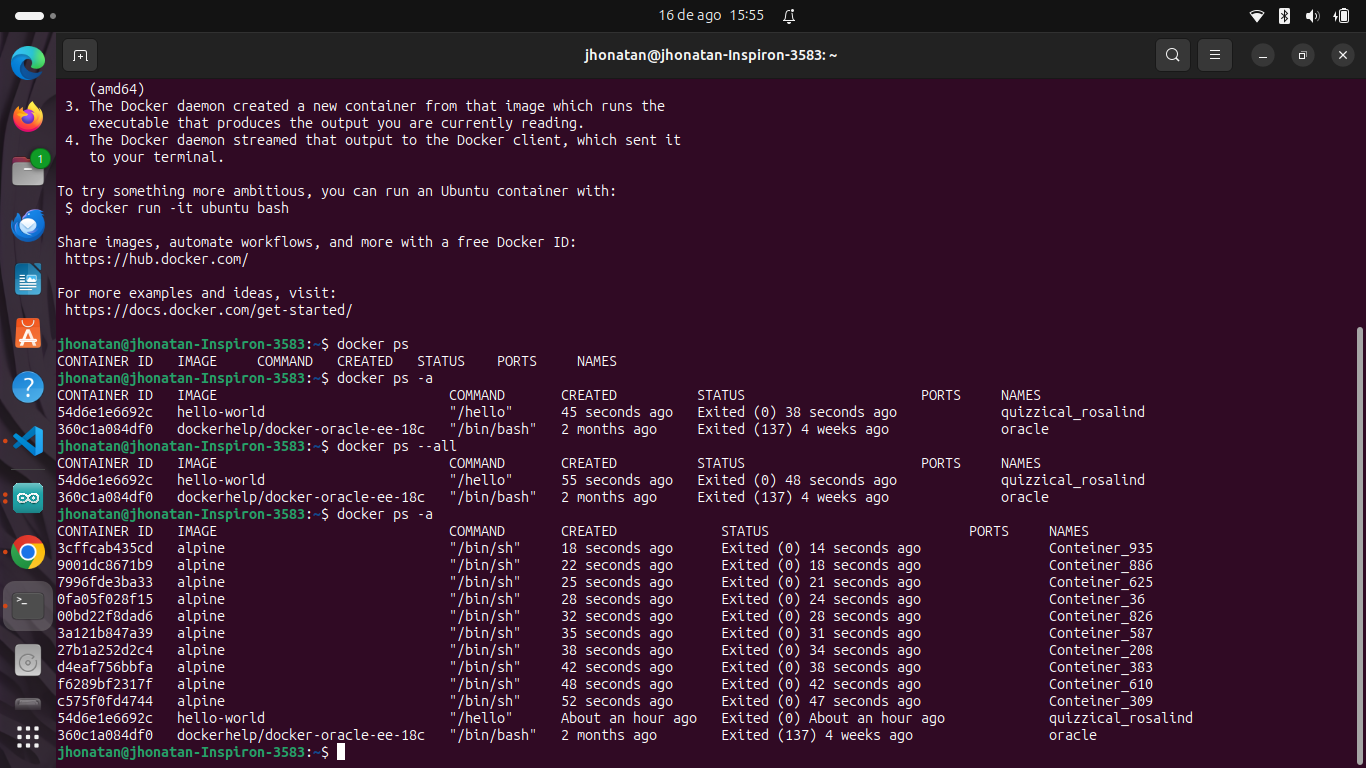 16 de ago 15:55
jhonatan@jhonatan-Inspiron-3583: ~
1
(amd64)
3. The Docker daemon created a new container from that image which runs the
executable that produces the output you are currently reading.
4. The Docker daemon streamed that output to the Docker client, which sent it
to your terminal.
To try something more ambitious, you can run an Ubuntu container with:
$ docker run -it ubuntu bash
Share images, automate workflows, and more with a free Docker ID:
https://hub.docker.com/
For more examples and ideas, visit:
https://docs.docker.com/get-started/
jhonatan@jhonatan-Inspiron-3583:~$ docker ps
CONTAINER ID IMAGE COMMAND CREATED STATUS PORTS NAMES
jhonatan@jhonatan-Inspiron-3583:~$ docker ps -a
CONTAINER ID IMAGE COMMAND CREATED STATUS PORTS NAMES
54d6e1e6692c hello-world "/hello" 45 seconds ago Exited (0) 38 seconds ago quizzical_rosalind
360c1a084df0 dockerhelp/docker-oracle-ee-18c "/bin/bash" 2 months ago Exited (137) 4 weeks ago oracle
jhonatan@jhonatan-Inspiron-3583:~$ docker ps --all
CONTAINER ID IMAGE COMMAND CREATED STATUS PORTS NAMES
54d6e1e6692c hello-world "/hello" 55 seconds ago Exited (0) 48 seconds ago quizzical_rosalind
360c1a084df0 dockerhelp/docker-oracle-ee-18c "/bin/bash" 2 months ago Exited (137) 4 weeks ago oracle
jhonatan@jhonatan-Inspiron-3583:~$ docker ps -a
CONTAINER ID IMAGE COMMAND CREATED STATUS PORTS NAMES
3cffcab435cd alpine "/bin/sh" 18 seconds ago Exited (0) 14 seconds ago Conteiner_935
9001dc8671b9 alpine "/bin/sh" 22 seconds ago Exited (0) 18 seconds ago Conteiner_886
7996fde3ba33 alpine "/bin/sh" 25 seconds ago Exited (0) 21 seconds ago Conteiner_625
0fa05f028f15 alpine "/bin/sh" 28 seconds ago Exited (0) 24 seconds ago Conteiner_36
00bd22f8dad6 alpine "/bin/sh" 32 seconds ago Exited (0) 28 seconds ago Conteiner_826
3a121b847a39 alpine "/bin/sh" 35 seconds ago Exited (0) 31 seconds ago Conteiner_587
27b1a252d2c4 alpine "/bin/sh" 38 seconds ago Exited (0) 34 seconds ago Conteiner_208
d4eaf756bbfa alpine "/bin/sh" 42 seconds ago Exited (0) 38 seconds ago Conteiner_383
f6289bf2317f alpine "/bin/sh" 48 seconds ago Exited (0) 42 seconds ago Conteiner_610
c575f0fd4744 alpine "/bin/sh" 52 seconds ago Exited (0) 47 seconds ago Conteiner_309
54d6e1e6692c hello-world "/hello" About an hour ago Exited (0) About an hour ago quizzical_rosalind
360c1a084df0 dockerhelp/docker-oracle-ee-18c "/bin/bash" 2 months ago Exited (137) 4 weeks ago oracle
jhonatan@jhonatan-Inspiron-3583:~$